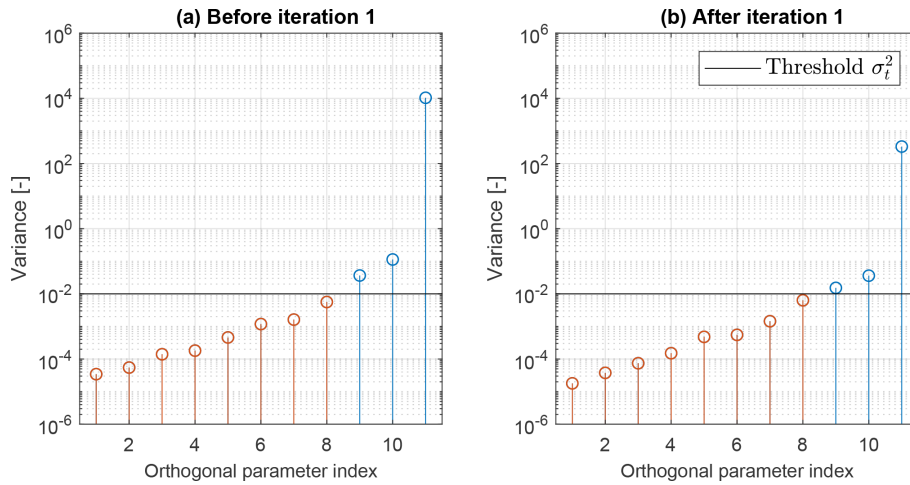 (a) Before iteration 1
10^6
10^4
10^2
10^0
10^-2
10^-4
10^-6
Variance [-]
2 4 6 8 10
Orthogonal parameter index
(b) After iteration 1
Threshold σ_t^2
10^6
10^4
10^2
10^0
10^-2
10^-4
10^-6
Variance [-]
2 4 6 8 10
Orthogonal parameter index